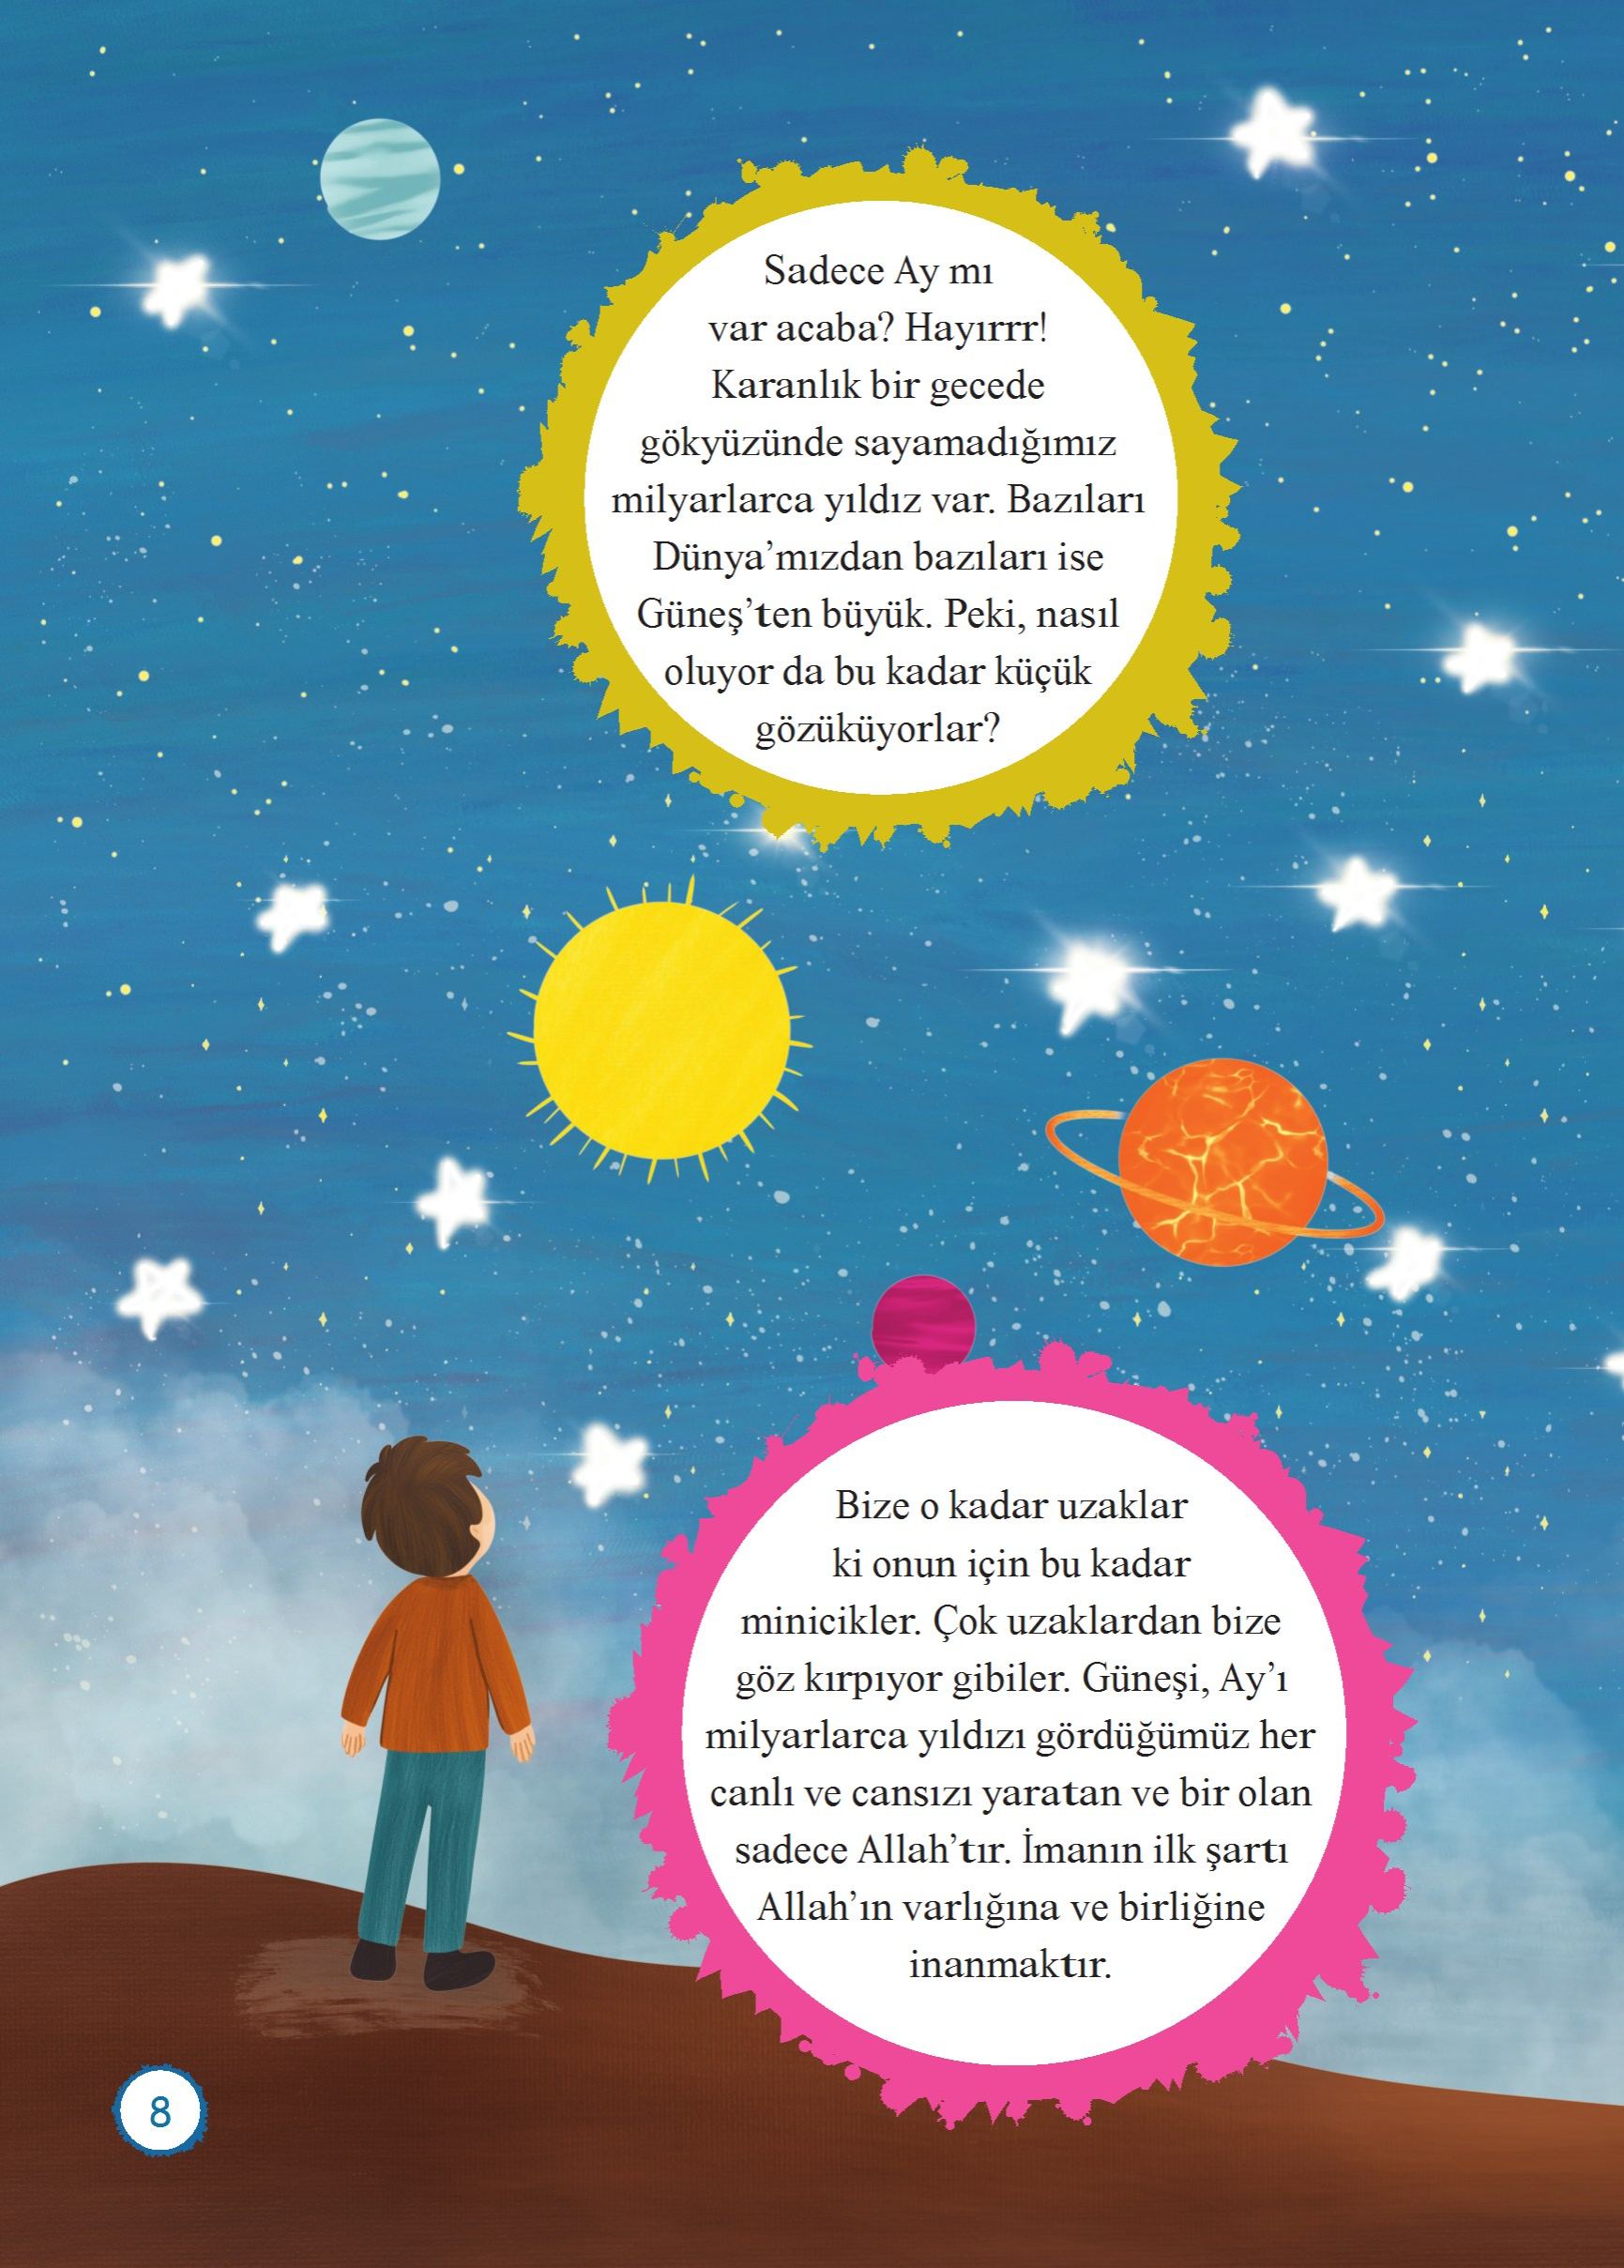 Sadece Ay mı
var acaba? Hayırrr!
Karanlık bir gecede
gökyüzünde sayamadığımız
milyarlarca yıldız var. Bazıları
Dünya’mızdan bazıları ise
Güneş’ten büyük. Peki, nasıl
oluyor da bu kadar küçük
gözüküyorlar?
Bize o kadar uzaklar
ki onun için bu kadar
minicikler. Çok uzaklardan bize
göz kırpıyor gibiler. Güneşi, Ay’ı
milyarlarca yıldızı gördüğümüz her
canlı ve cansızı yaratan ve bir olan
sadece Allah’tır. İmanın ilk şartı
Allah’ın varlığına ve birliğine
inanmaktır.
8